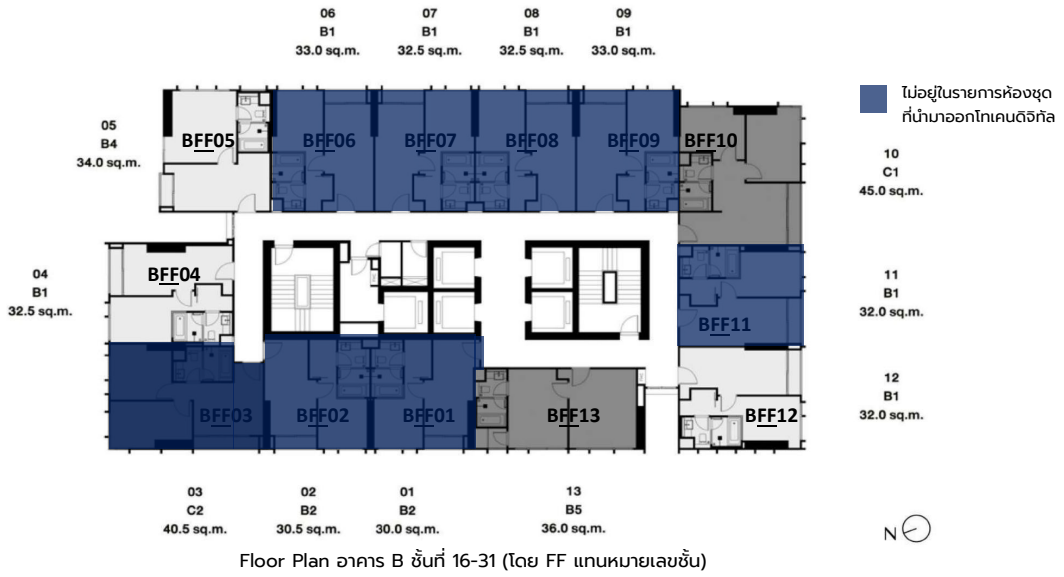 06
B1
33.0 sq.m.
07
B1
32.5 sq.m.
08
B1
32.5 sq.m.
09
B1
33.0 sq.m.
ไม่อยู่ในรายการห้องชุด
ที่นำมาออกโทเคนดิจิทัล
05
B4
34.0 sq.m.
BFF05
BFF06
BFF07
BFF08
BFF09
BFF10
10
C1
45.0 sq.m.
04
B1
32.5 sq.m.
BFF04
11
B1
32.0 sq.m.
BFF11
12
B1
32.0 sq.m.
BFF03
BFF02
BFF01
BFF13
BFF12
03
C2
40.5 sq.m.
02
B2
30.5 sq.m.
01
B2
30.0 sq.m.
13
B5
36.0 sq.m.
N
Floor Plan อาคาร B ชั้นที่ 16-31 (โดย FF แทนหมายเลขชั้น)